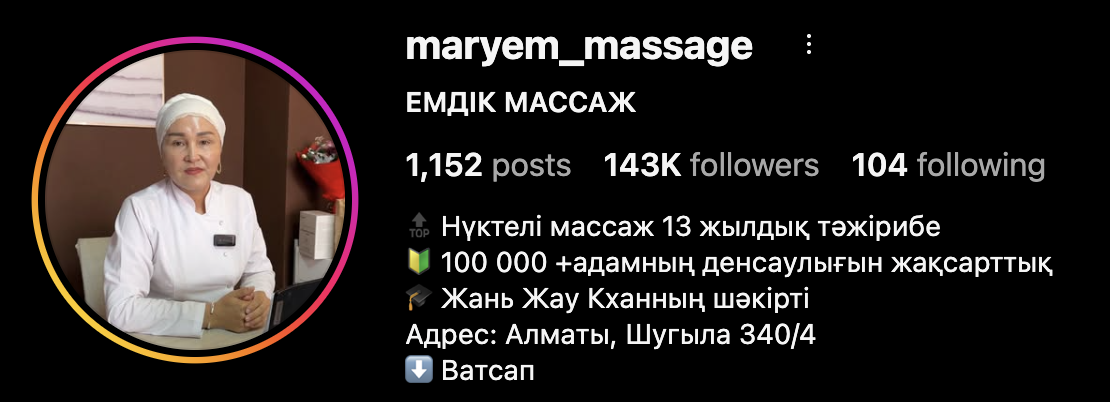 maryem_massage
ЕМДІК МАССАЖ
1,152 posts 143K followers 104 following
TOP Нүктелі массаж 13 жылдық тәжірибе
100 000 +адамның денсаулығын жақсарттық
Жань Жау Кханның шәкірті
Адрес: Алматы, Шугыла 340/4
Ватсап